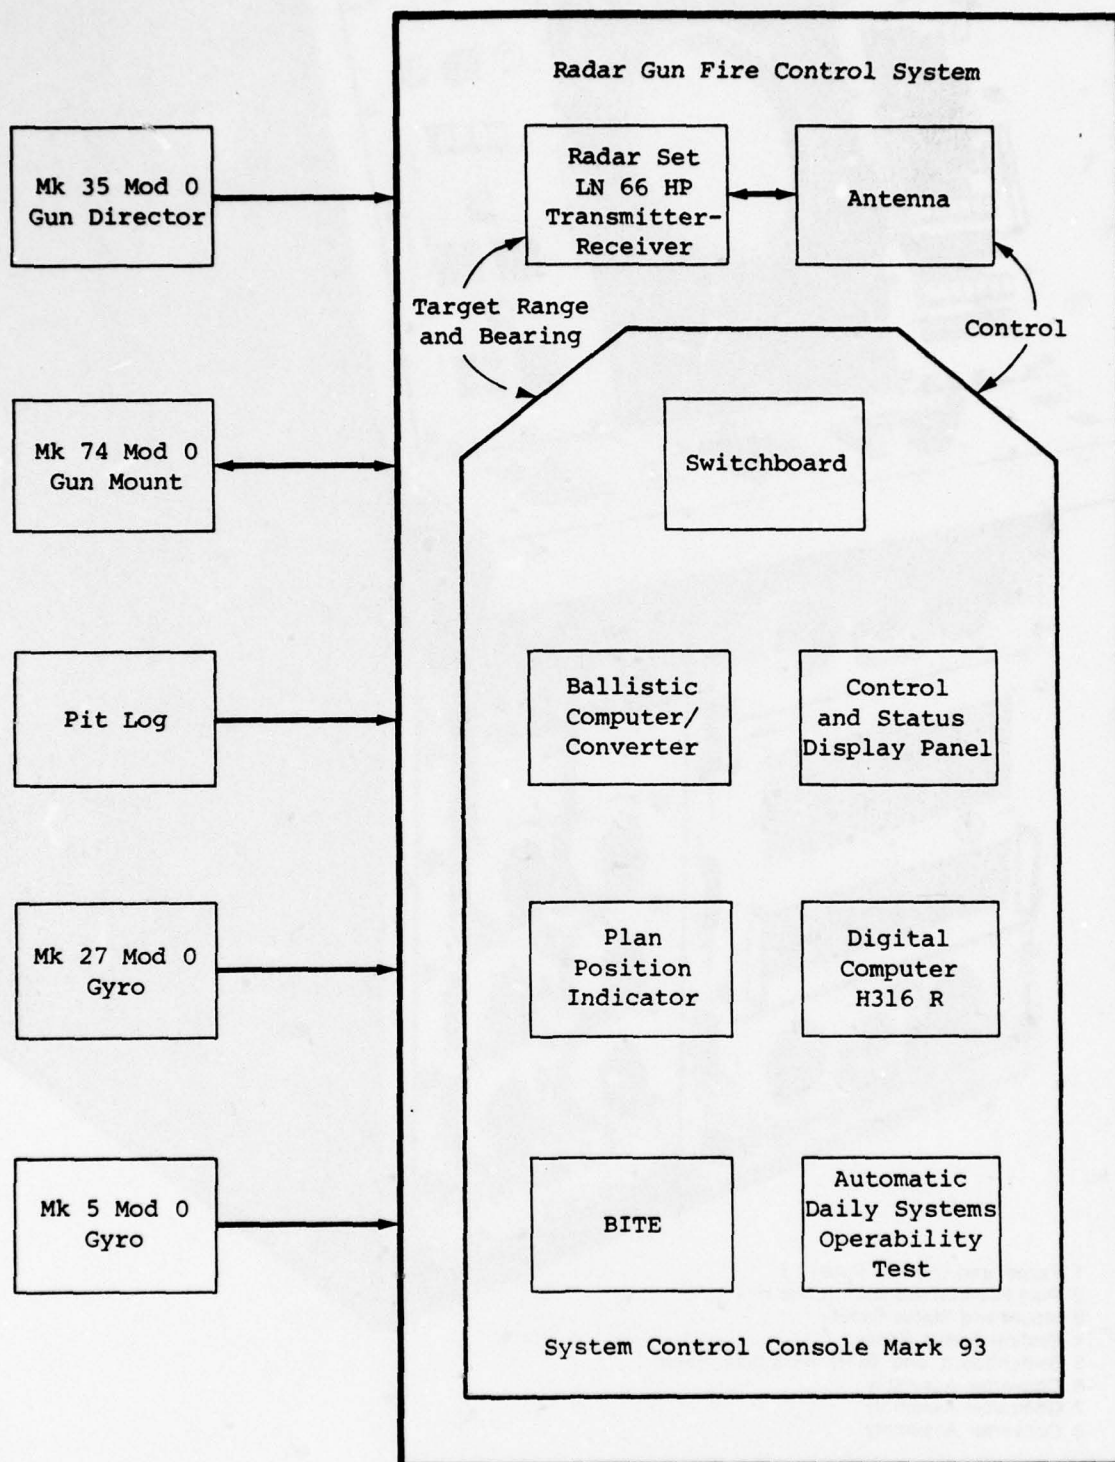 Radar Gun Fire Control System
Mk 35 Mod 0
Gun Director
Radar Set
LN 66 HP
Transmitter-
Receiver
Antenna
Target Range
and Bearing
Control
Mk 74 Mod 0
Gun Mount
Switchboard
Pit Log
Ballistic
Computer/
Converter
Control
and Status
Display Panel
Mk 27 Mod 0
Gyro
Plan
Position
Indicator
Digital
Computer
H316 R
Mk 5 Mod 0
Gyro
BITE
Automatic
Daily Systems
Operability
Test
System Control Console Mark 93